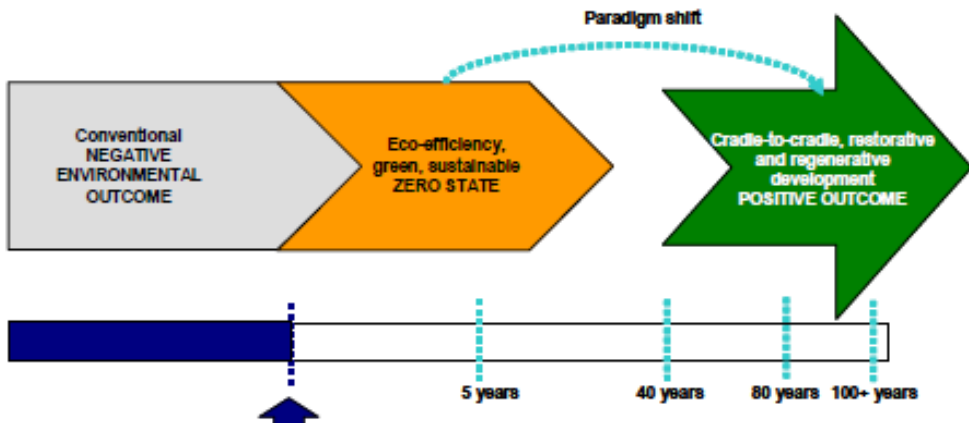 Paradigm shift
Conventional
NEGATIVE
ENVIRONMENTAL
OUTCOME
Eco-efficiency,
green, sustainable
ZERO STATE
Cradle-to-cradle, restorative
and regenerative
development
POSITIVE OUTCOME
5 years
40 years
80 years
100+ years